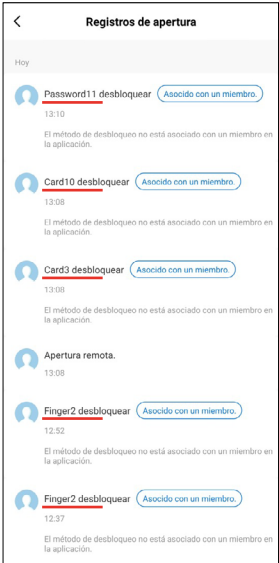 Registros de apertura
Hoy
Password11 desbloquear Asocido con un miembro.
13:10
El método de desbloqueo no está asociado con un miembro en
la aplicación.
Card10 desbloquear Asocido con un miembro.
13:08
El método de desbloqueo no está asociado con un miembro en
la aplicación.
Card3 desbloquear Asocido con un miembro.
13:08
El método de desbloqueo no está asociado con un miembro en
la aplicación.
Apertura remota.
13:08
Finger2 desbloquear Asocido con un miembro.
12:52
El método de desbloqueo no está asociado con un miembro en
la aplicación.
Finger2 desbloquear Asocido con un miembro.
12:37
El método de desbloqueo no está asociado con un miembro en
la aplicación.